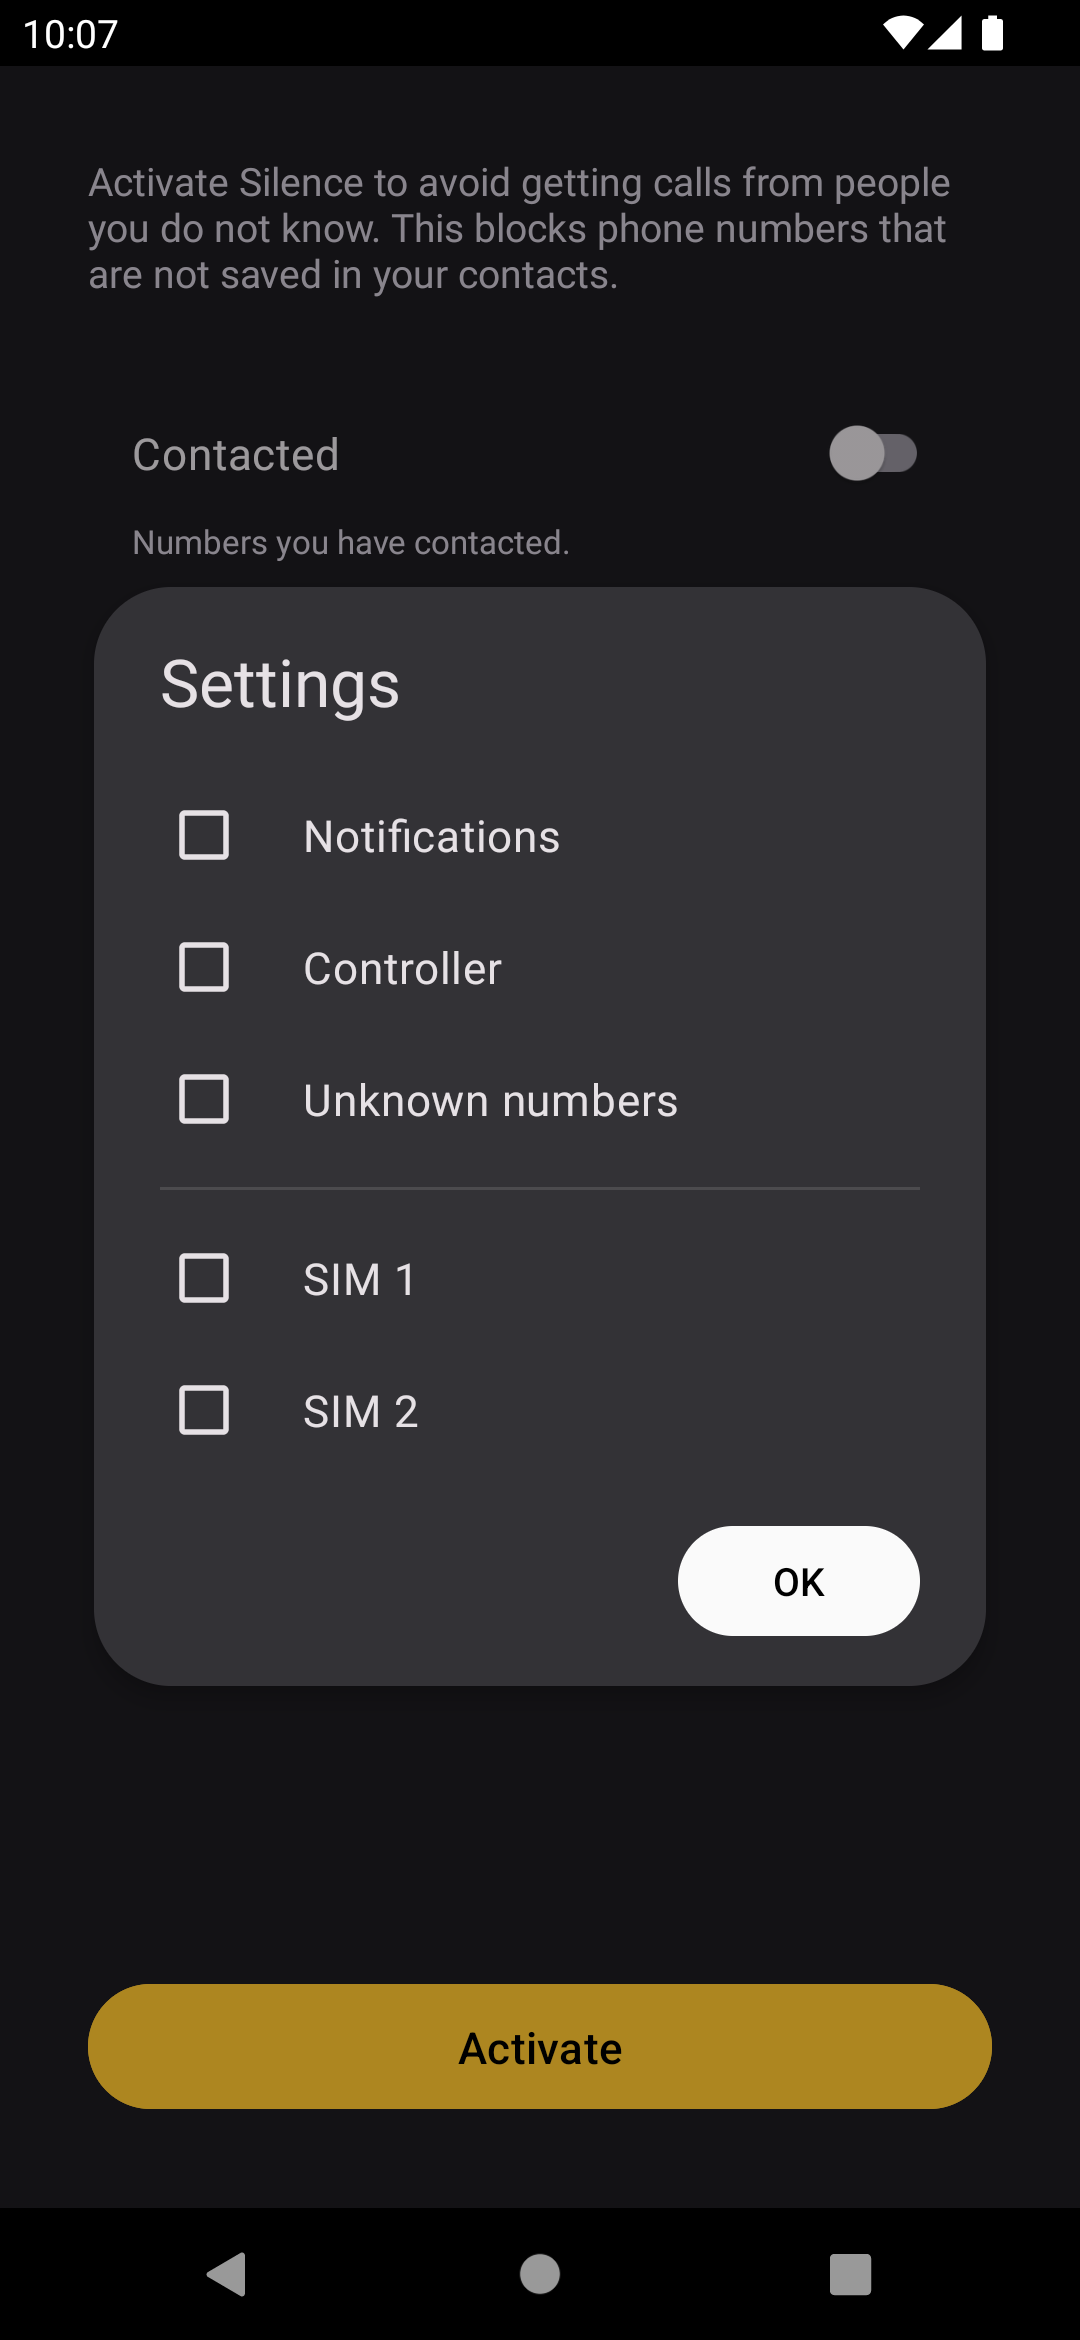 10:07
Activate Silence to avoid getting calls from people
you do not know. This blocks phone numbers that
are not saved in your contacts.
Contacted
Numbers you have contacted.
Settings
Notifications
Controller
Unknown numbers
SIM 1
SIM 2
OK
Activate